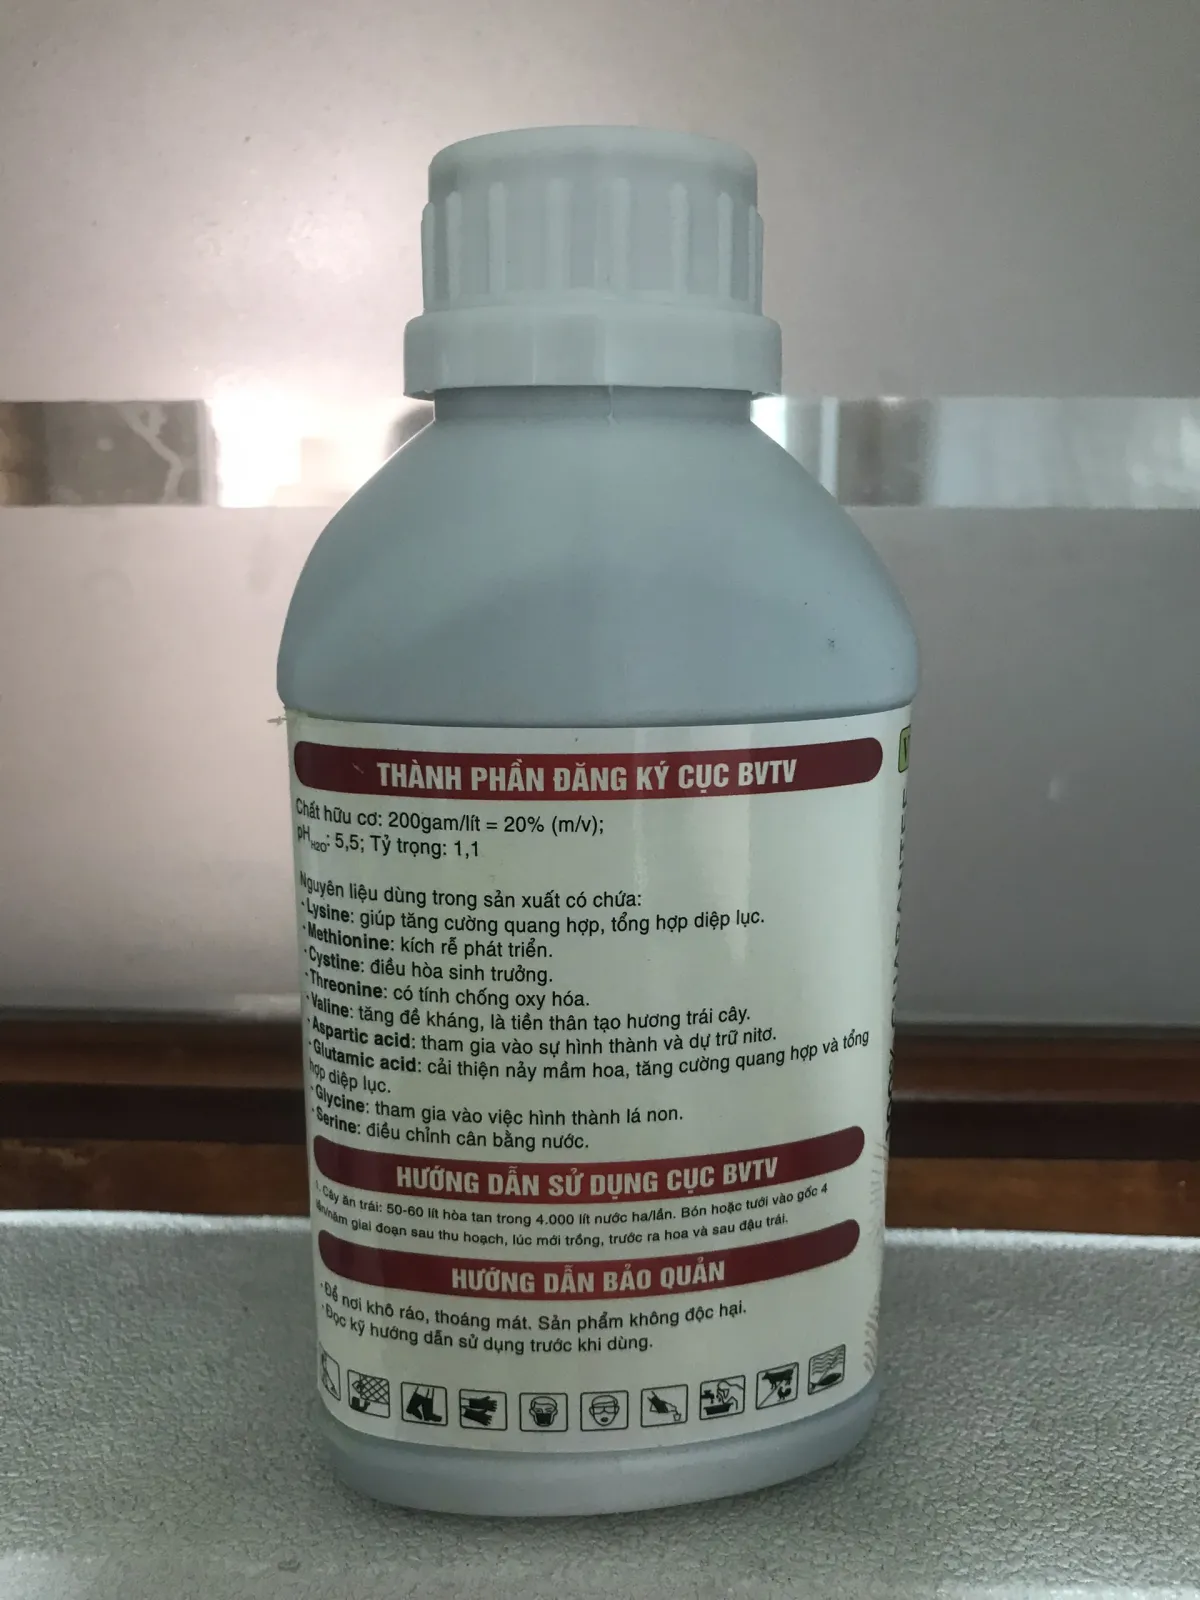 THÀNH PHẦN ĐĂNG KÝ CỤC BVTV
Chất hữu cơ: 200gam/lít = 20% (m/v);
pHH2O: 5,5; Tỷ trọng: 1,1
Nguyên liệu dùng trong sản xuất có chứa:
- Lysine: giúp tăng cường quang hợp, tổng hợp diệp lục.
- Methionine: kích rễ phát triển.
- Cystine: điều hòa sinh trưởng.
- Threonine: có tính chống oxy hóa.
- Valine: tăng đề kháng, là tiền thân tạo hương trái cây.
- Aspartic acid: tham gia vào sự hình thành và dự trữ nitơ.
- Glutamic acid: cải thiện nảy mầm hoa, tăng cường quang hợp và tổng
hợp diệp lục.
- Glycine: tham gia vào việc hình thành lá non.
- Serine: điều chỉnh cân bằng nước.
HƯỚNG DẪN SỬ DỤNG CỤC BVTV
1. Cây ăn trái: 50-60 lít hòa tan trong 4.000 lít nước ha/lần. Bón hoặc tưới vào gốc 4
lần/năm giai đoạn sau thu hoạch, lúc mới trồng, trước ra hoa và sau đậu trái.
HƯỚNG DẪN BẢO QUẢN
- Để nơi khô ráo, thoáng mát. Sản phẩm không độc hại.
- Đọc kỹ hướng dẫn sử dụng trước khi dùng.